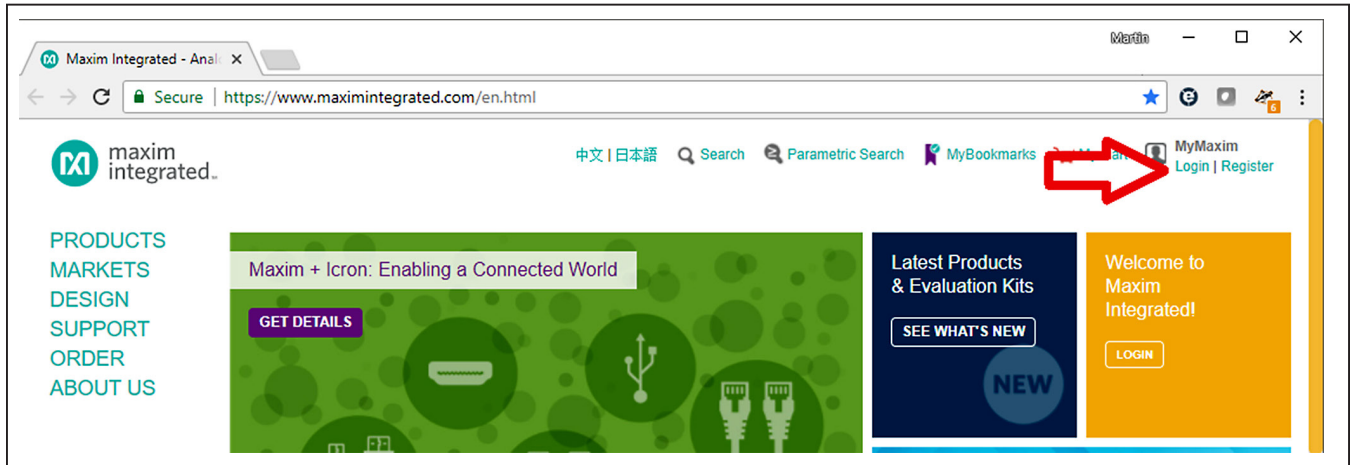 Martin
Maxim Integrated - Anal
Secure | https://www.maximintegrated.com/en.html
6
maxim
integrated
中文 | 日本語 Search Parametric Search MyBookmarks
MyMaxim
Login | Register
PRODUCTS
MARKETS
DESIGN
SUPPORT
ORDER
ABOUT US
Maxim + Icron: Enabling a Connected World
GET DETAILS
Latest Products
& Evaluation Kits
SEE WHAT'S NEW
NEW
Welcome to
Maxim
Integrated!
LOGIN